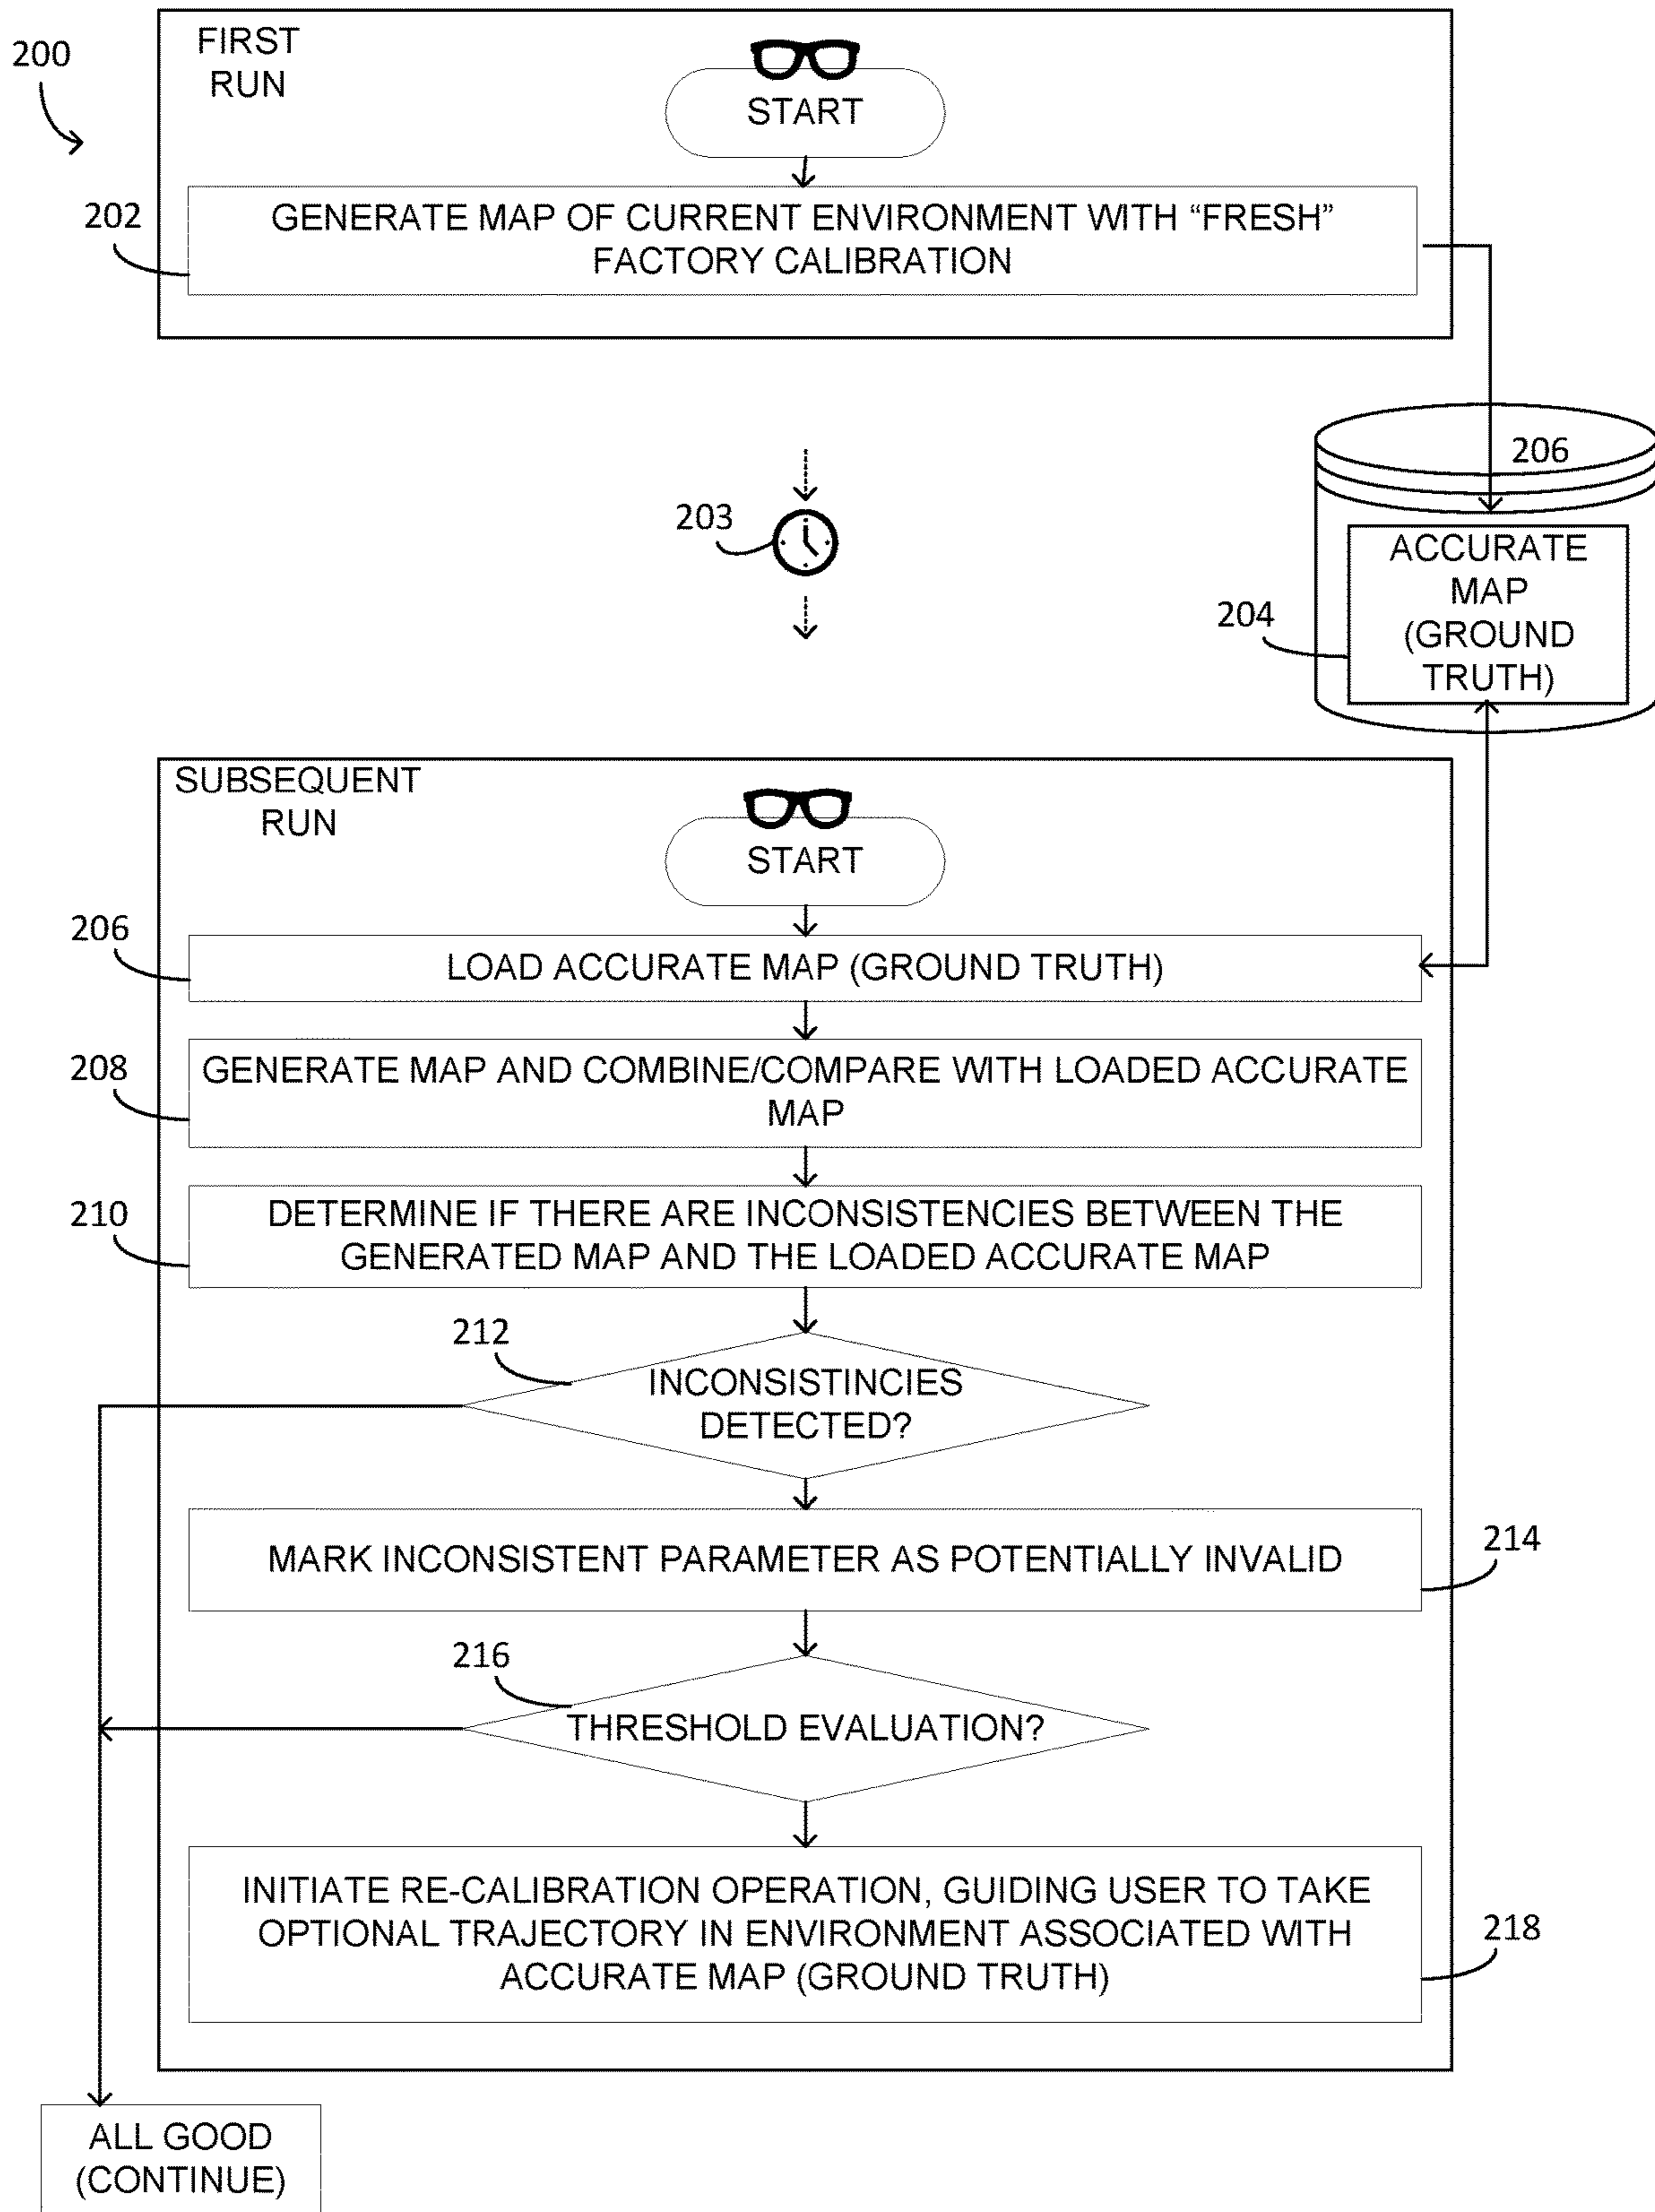 200
FIRST
RUN
START
202
GENERATE MAP OF CURRENT ENVIRONMENT WITH “FRESH”
FACTORY CALIBRATION
206
203
ACCURATE
MAP
(GROUND
TRUTH)
204
SUBSEQUENT
RUN
START
206
LOAD ACCURATE MAP (GROUND TRUTH)
208
GENERATE MAP AND COMBINE/COMPARE WITH LOADED ACCURATE
MAP
210
DETERMINE IF THERE ARE INCONSISTENCIES BETWEEN THE
GENERATED MAP AND THE LOADED ACCURATE MAP
212
INCONSISTINCIES
DETECTED?
MARK INCONSISTENT PARAMETER AS POTENTIALLY INVALID
214
216
THRESHOLD EVALUATION?
INITIATE RE-CALIBRATION OPERATION, GUIDING USER TO TAKE
OPTIONAL TRAJECTORY IN ENVIRONMENT ASSOCIATED WITH
ACCURATE MAP (GROUND TRUTH)
218
ALL GOOD
(CONTINUE)